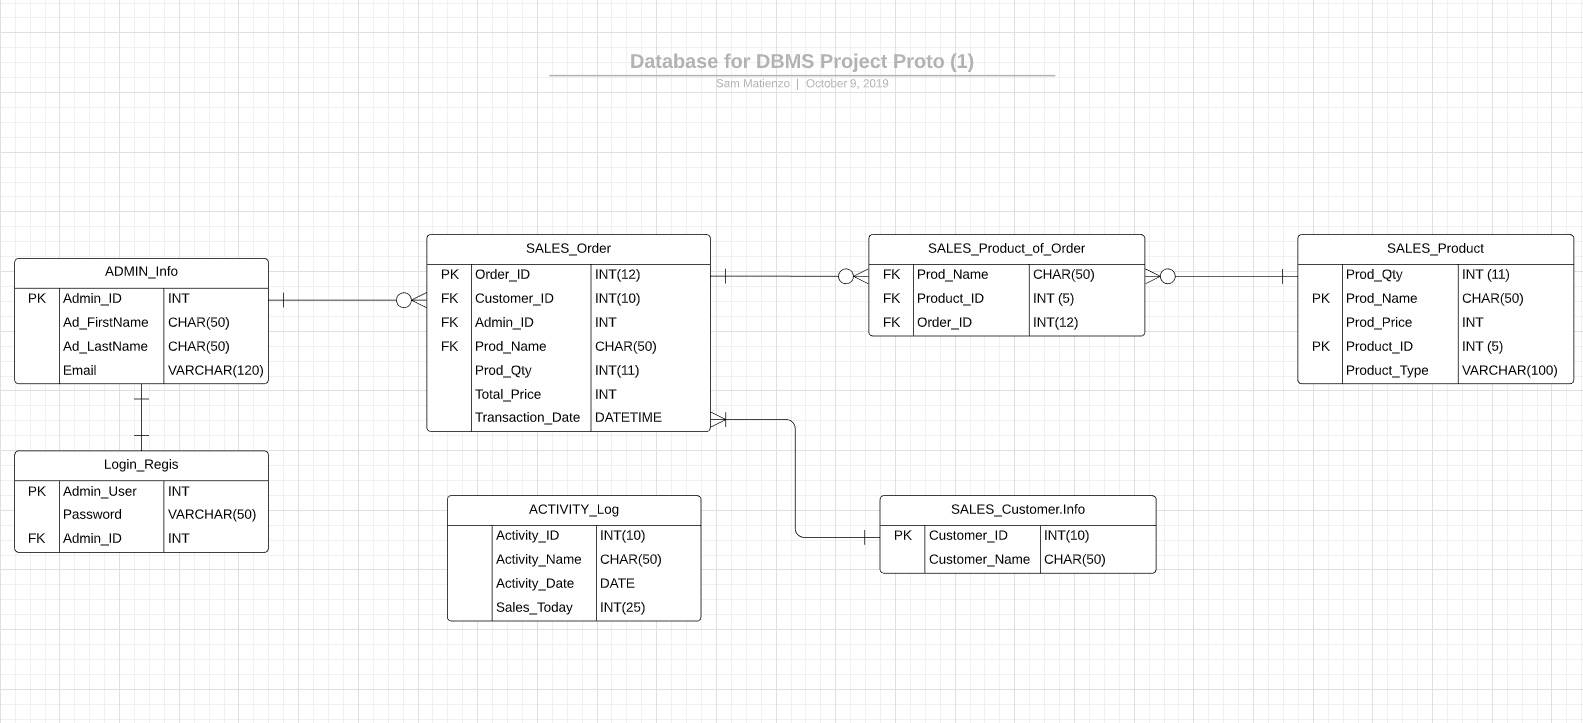 Database for DBMS Project Proto (1)
Sam Matienzo | October 9, 2019
ADMIN_Info
PK Admin_ID INT
Ad_FirstName CHAR(50)
Ad_LastName CHAR(50)
Email VARCHAR(120)
Login_Regis
PK Admin_User INT
Password VARCHAR(50)
FK Admin_ID INT
SALES_Order
PK Order_ID INT(12)
FK Customer_ID INT(10)
FK Admin_ID INT
FK Prod_Name CHAR(50)
Prod_Qty INT(11)
Total_Price INT
Transaction_Date DATETIME
ACTIVITY_Log
Activity_ID INT(10)
Activity_Name CHAR(50)
Activity_Date DATE
Sales_Today INT(25)
SALES_Product_of_Order
FK Prod_Name CHAR(50)
FK Product_ID INT (5)
FK Order_ID INT(12)
SALES_Customer.Info
PK Customer_ID INT(10)
Customer_Name CHAR(50)
SALES_Product
Prod_Qty INT (11)
PK Prod_Name CHAR(50)
Prod_Price INT
PK Product_ID INT (5)
Product_Type VARCHAR(100)